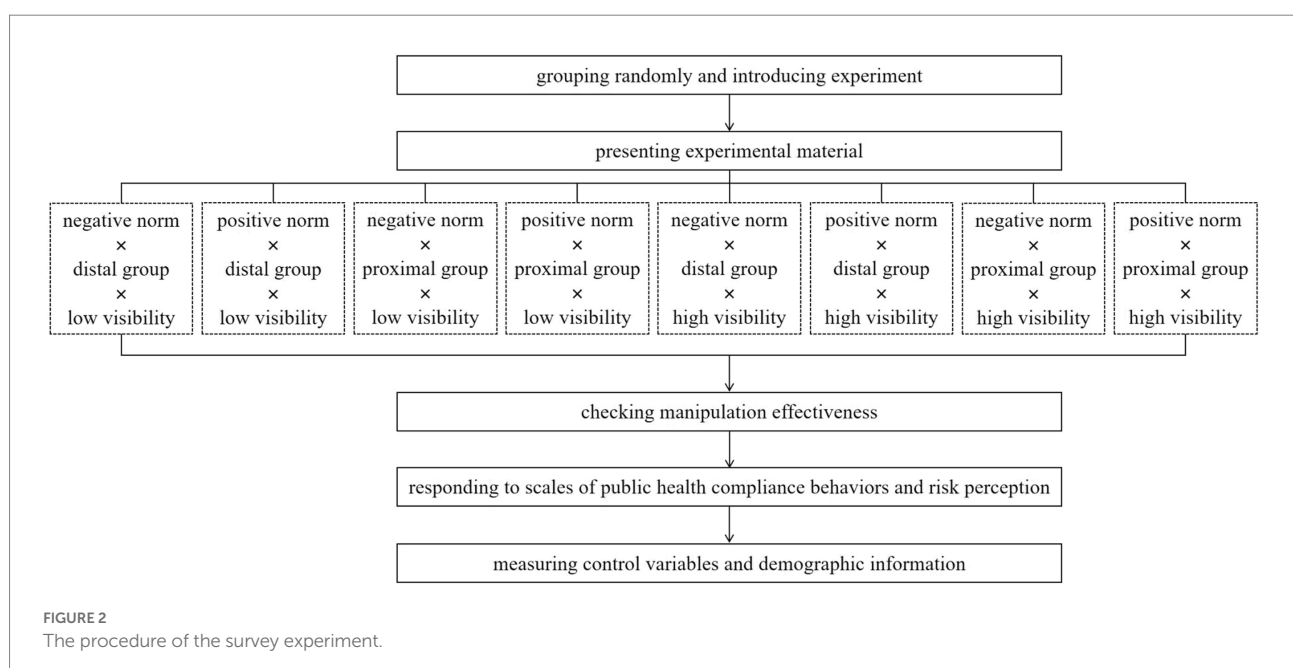 grouping randomly and introducing experiment
presenting experimental material
negative norm
×
distal group
×
low visibility
positive norm
×
distal group
×
low visibility
negative norm
×
proximal group
×
low visibility
positive norm
×
proximal group
×
low visibility
negative norm
×
distal group
×
high visibility
positive norm
×
distal group
×
high visibility
negative norm
×
proximal group
×
high visibility
positive norm
×
proximal group
×
high visibility
checking manipulation effectiveness
responding to scales of public health compliance behaviors and risk perception
measuring control variables and demographic information
FIGURE 2
The procedure of the survey experiment.